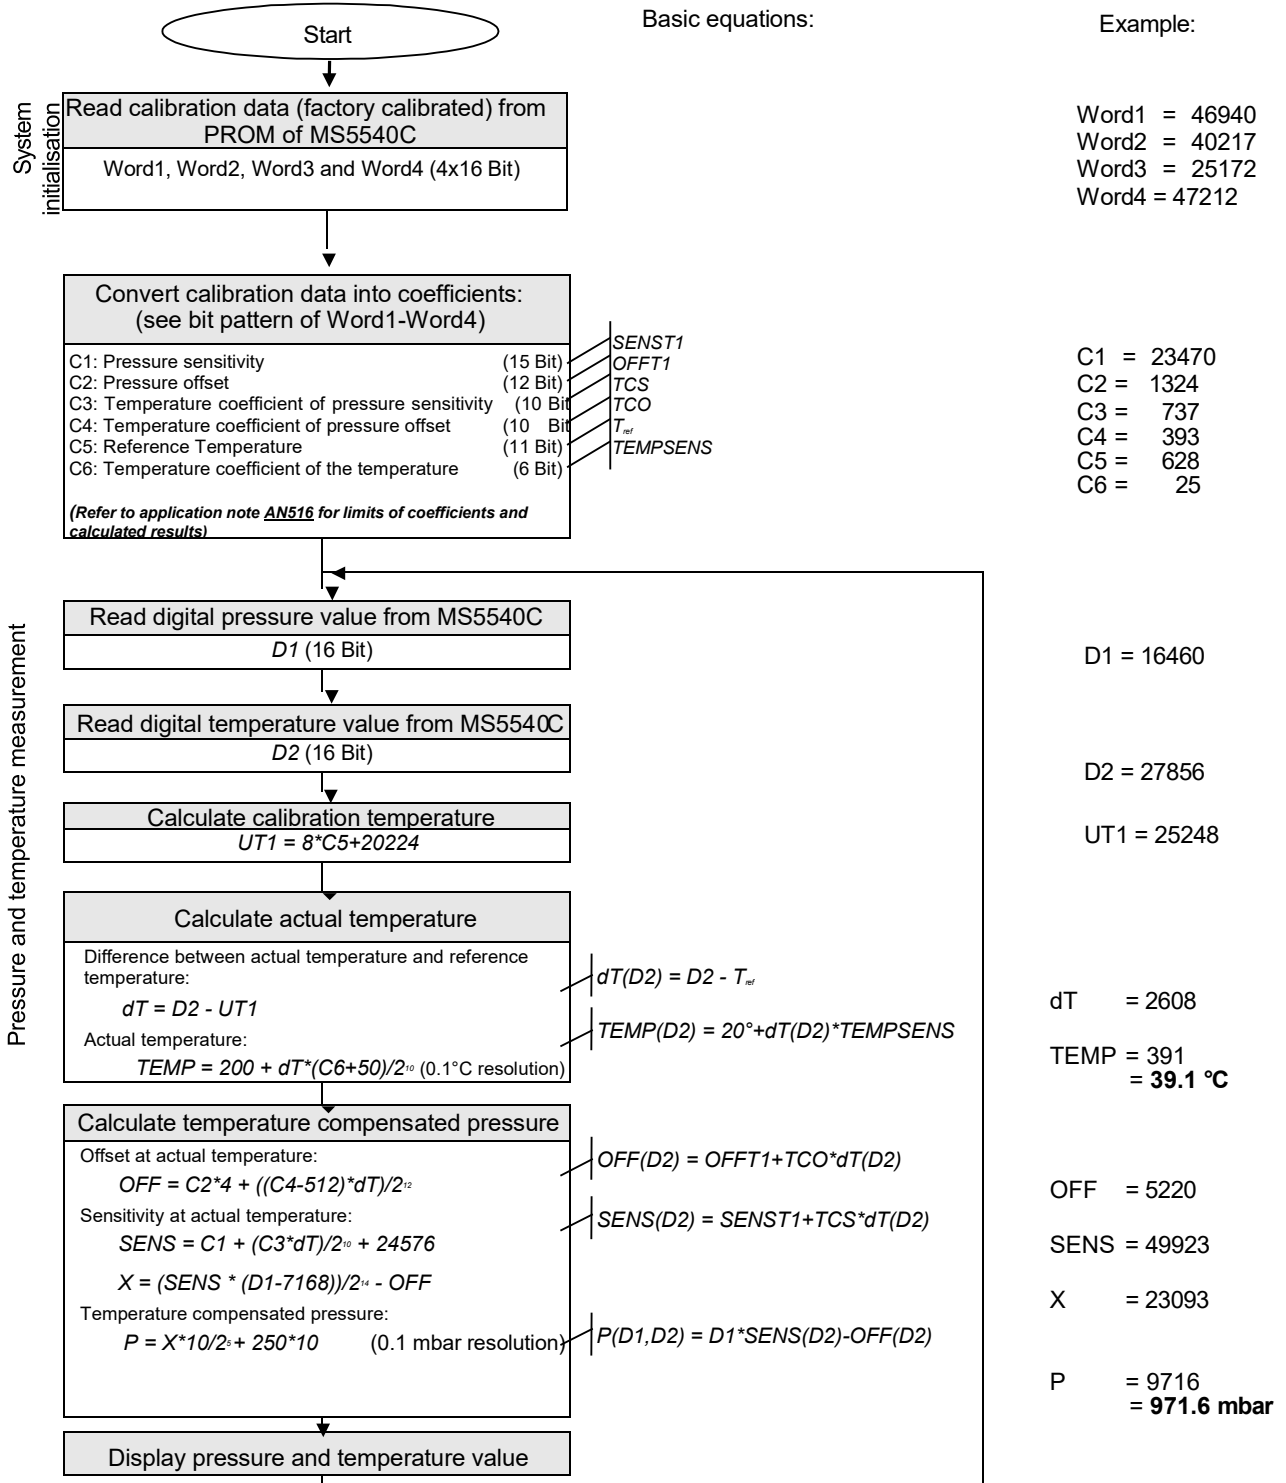 Start
Basic equations:
Example:
System
initialisation
Read calibration data (factory calibrated) from
PROM of MS5540C
Word1, Word2, Word3 and Word4 (4x16 Bit)
Word1 = 46940
Word2 = 40217
Word3 = 25172
Word4 = 47212
Convert calibration data into coefficients:
(see bit pattern of Word1-Word4)
C1: Pressure sensitivity (15 Bit)
C2: Pressure offset (12 Bit)
C3: Temperature coefficient of pressure sensitivity (10 Bit
C4: Temperature coefficient of pressure offset (10 Bit
C5: Reference Temperature (11 Bit)
C6: Temperature coefficient of the temperature (6 Bit)
(Refer to application note AN516 for limits of coefficients and
calculated results)
SENST1
OFFT1
TCS
TCO
Tref
TEMPSENS
C1 = 23470
C2 = 1324
C3 = 737
C4 = 393
C5 = 628
C6 = 25
Pressure and temperature measurement
Read digital pressure value from MS5540C
D1 (16 Bit)
D1 = 16460
Read digital temperature value from MS5540C
D2 (16 Bit)
D2 = 27856
Calculate calibration temperature
UT1 = 8*C5+20224
UT1 = 25248
Calculate actual temperature
Difference between actual temperature and reference
temperature:
dT = D2 - UT1
Actual temperature:
TEMP = 200 + dT*(C6+50)/2¹⁰ (0.1°C resolution)
dT(D2) = D2 - Tref
TEMP(D2) = 20°+dT(D2)*TEMPSENS
dT = 2608
TEMP = 391
= 39.1 °C
Calculate temperature compensated pressure
Offset at actual temperature:
OFF = C2*4 + ((C4-512)*dT)/2¹²
Sensitivity at actual temperature:
SENS = C1 + (C3*dT)/2¹⁰ + 24576
X = (SENS * (D1-7168))/2¹⁴ - OFF
Temperature compensated pressure:
P = X*10/2⁵ + 250*10 (0.1 mbar resolution)
OFF(D2) = OFFT1+TCO*dT(D2)
SENS(D2) = SENST1+TCS*dT(D2)
P(D1,D2) = D1*SENS(D2)-OFF(D2)
OFF = 5220
SENS = 49923
X = 23093
P = 9716
= 971.6 mbar
Display pressure and temperature value